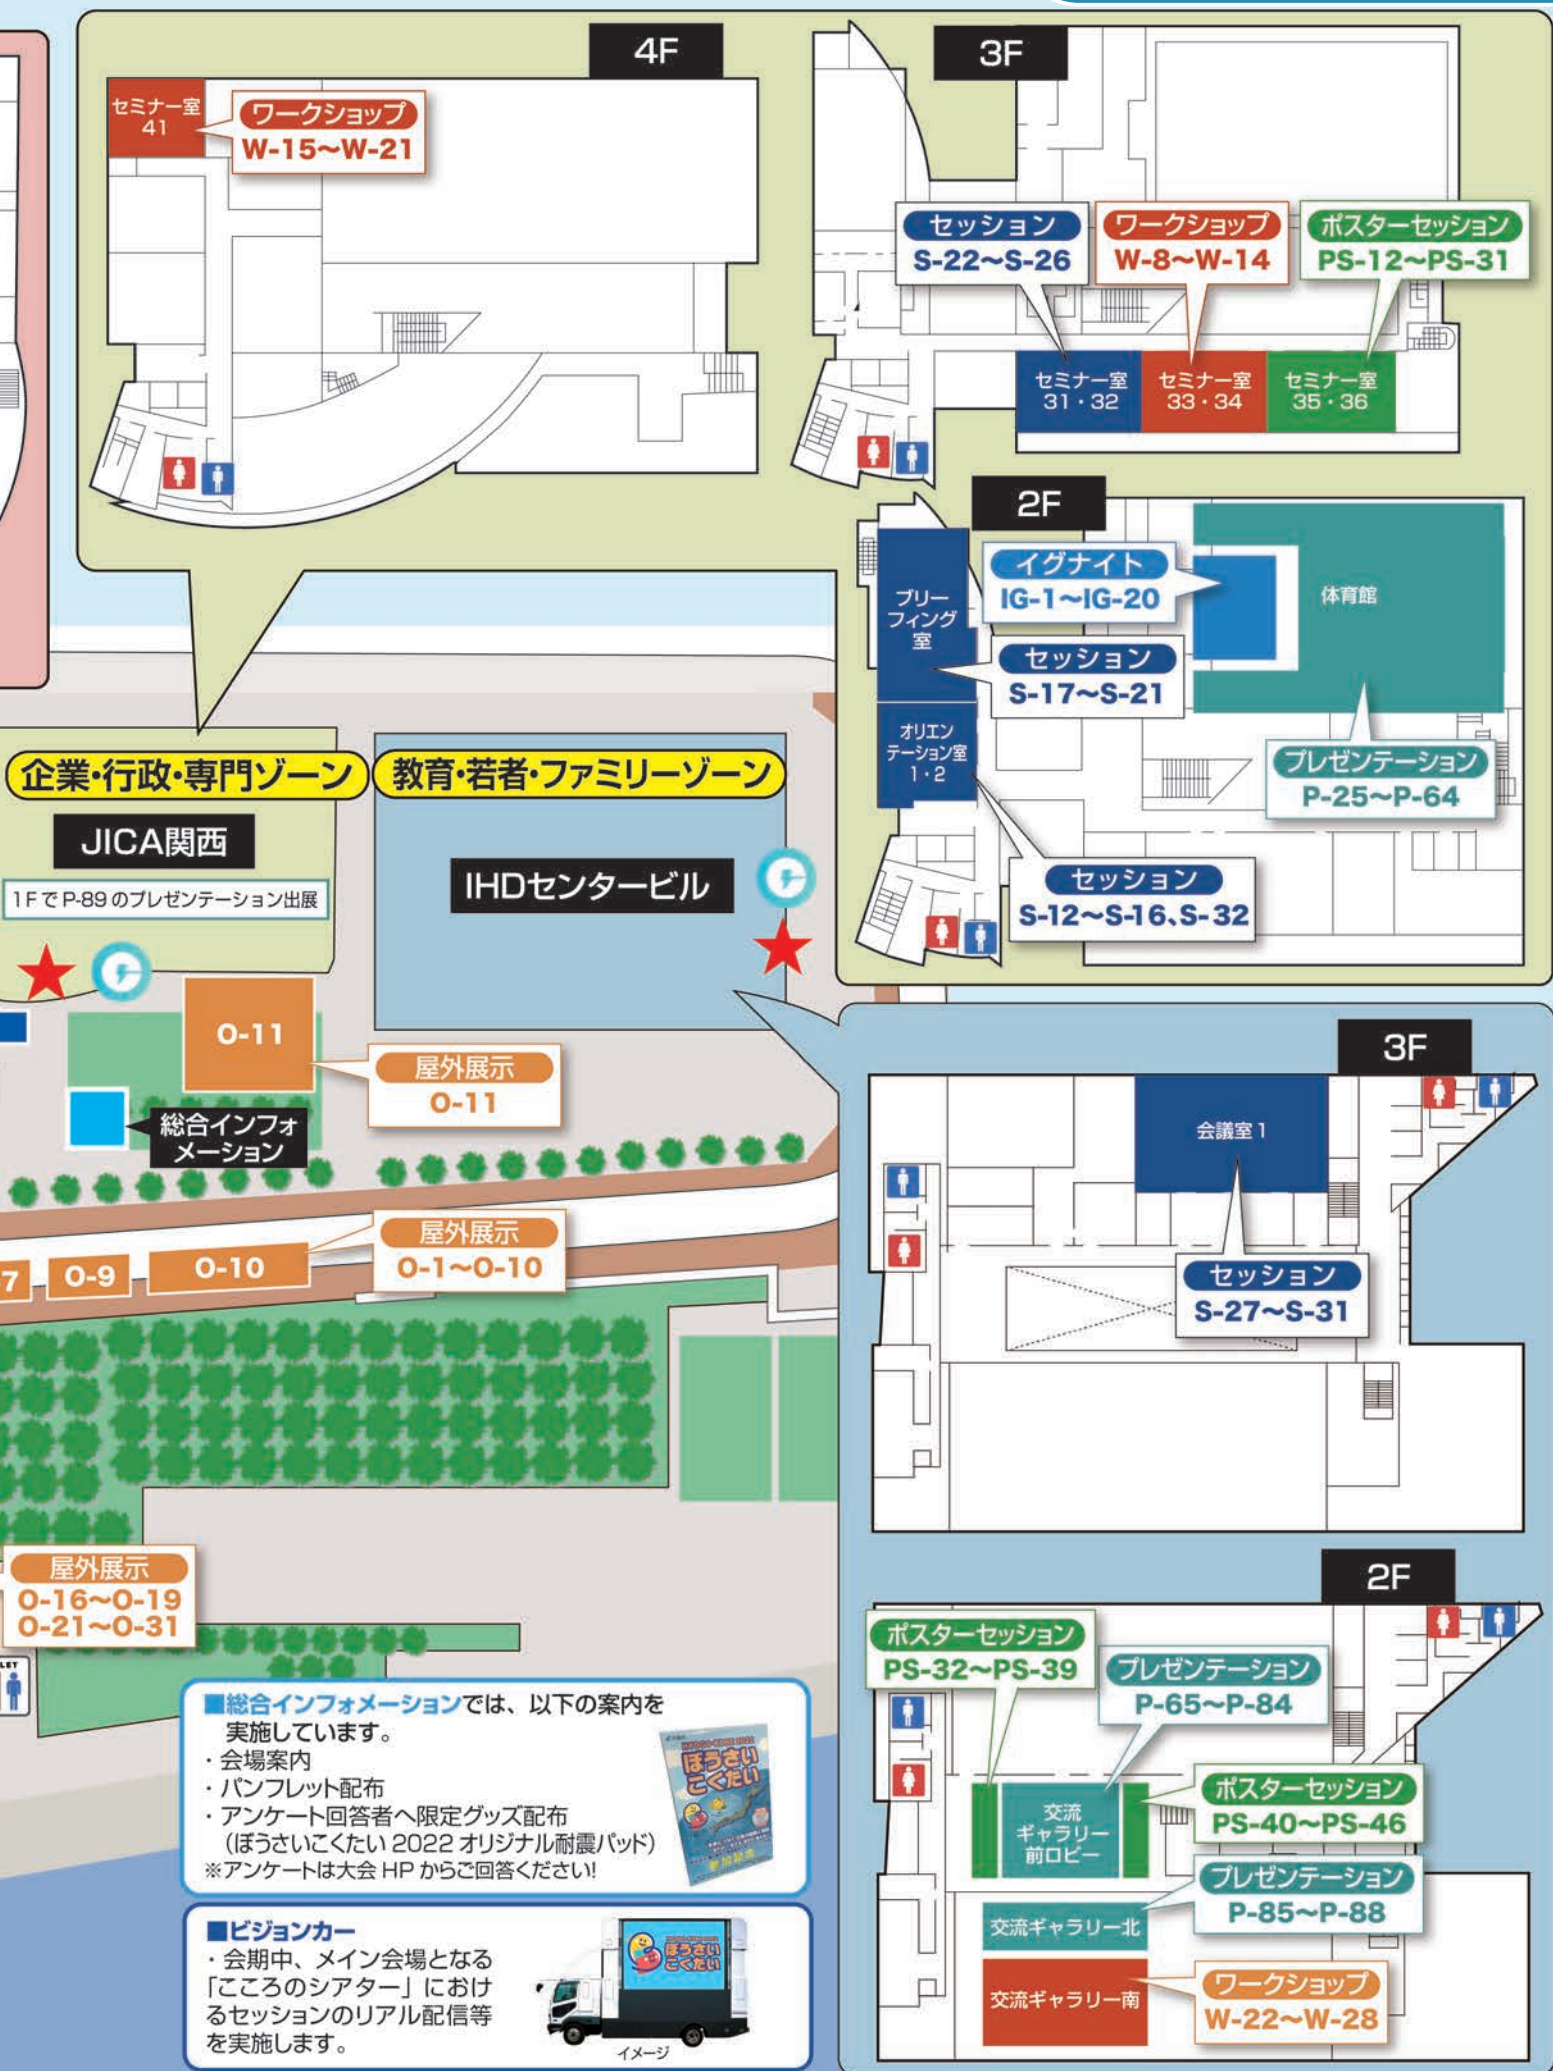 4F
セミナー室
41
ワークショップ
W-15〜W-21
3F
セッション
S-22〜S-26
ワークショップ
W-8〜W-14
ポスターセッション
PS-12〜PS-31
セミナー室
31・32
セミナー室
33・34
セミナー室
35・36
2F
ブリー
フィング
室
イグナイト
IG-1〜IG-20
体育館
セッション
S-17〜S-21
オリエン
テーション室
1・2
プレゼンテーション
P-25〜P-64
セッション
S-12〜S-16、S-32
企業・行政・専門ゾーン
教育・若者・ファミリーゾーン
JICA関西
1FでP-89のプレゼンテーション出展
IHDセンタービル
O-11
屋外展示
O-11
総合インフォ
メーション
屋外展示
O-1〜O-10
7
O-9
O-10
3F
会議室1
セッション
S-27〜S-31
屋外展示
O-16〜O-19
O-21〜O-31
LET
2F
ポスターセッション
PS-32〜PS-39
プレゼンテーション
P-65〜P-84
交流
ギャラリー
前ロビー
ポスターセッション
PS-40〜PS-46
プレゼンテーション
P-85〜P-88
交流ギャラリー北
交流ギャラリー南
ワークショップ
W-22〜W-28
■総合インフォメーションでは、以下の案内を
実施しています。
・会場案内
・パンフレット配布
・アンケート回答者へ限定グッズ配布
（ぼうさいこくたい2022オリジナル耐震パッド）
※アンケートは大会HPからご回答ください!
ぼうさい
こくたい
参加記念
■ビジョンカー
・会期中、メイン会場となる
「こころのシアター」におけ
るセッションのリアル配信等
を実施します。
ぼうさい
こくたい
イメージ